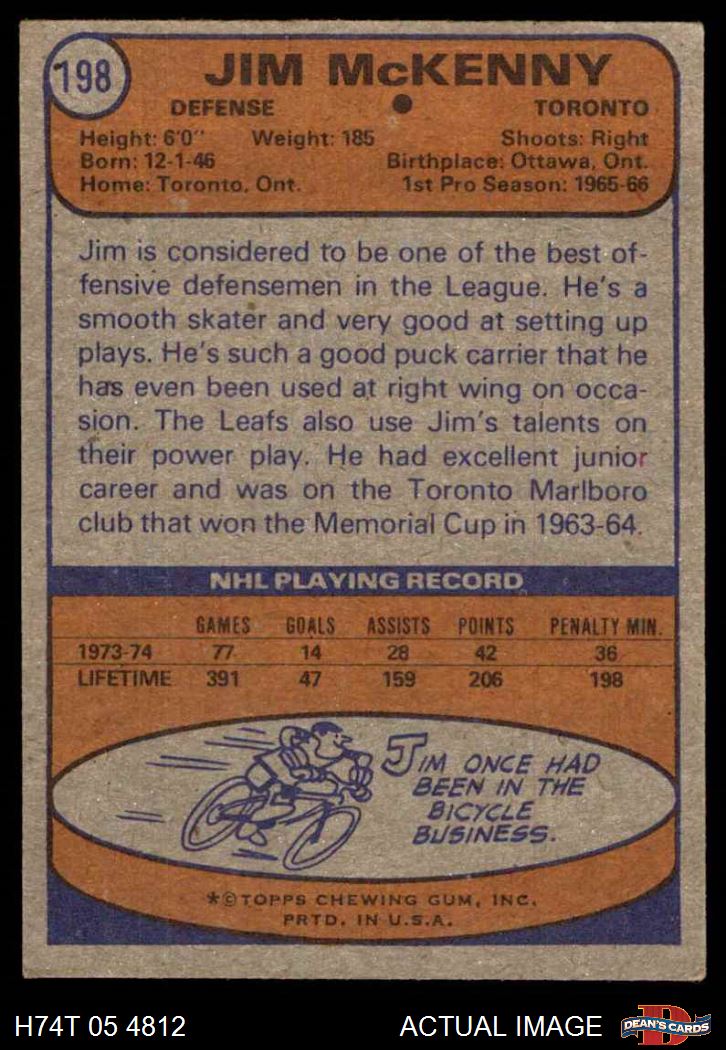 198
JIM McKENNY
DEFENSE ● TORONTO
Height: 6'0" Weight: 185 Shoots: Right
Born: 12-1-46 Birthplace: Ottawa, Ont.
Home: Toronto, Ont. 1st Pro Season: 1965-66
Jim is considered to be one of the best of-
fensive defensemen in the League. He's a
smooth skater and very good at setting up
plays. He's such a good puck carrier that he
has even been used at right wing on occa-
sion. The Leafs also use Jim's talents on
their power play. He had excellent junior
career and was on the Toronto Marlboro
club that won the Memorial Cup in 1963-64.
NHL PLAYING RECORD
GAMES GOALS ASSISTS POINTS PENALTY MIN.
1973-74 77 14 28 42 36
LIFETIME 391 47 159 206 198
JIM ONCE HAD
BEEN IN THE
BICYCLE
BUSINESS.
*©TOPPS CHEWING GUM, INC.
PRTD. IN U.S.A.
H74T 05 4812 ACTUAL IMAGE
D
DEAN'S CARDS